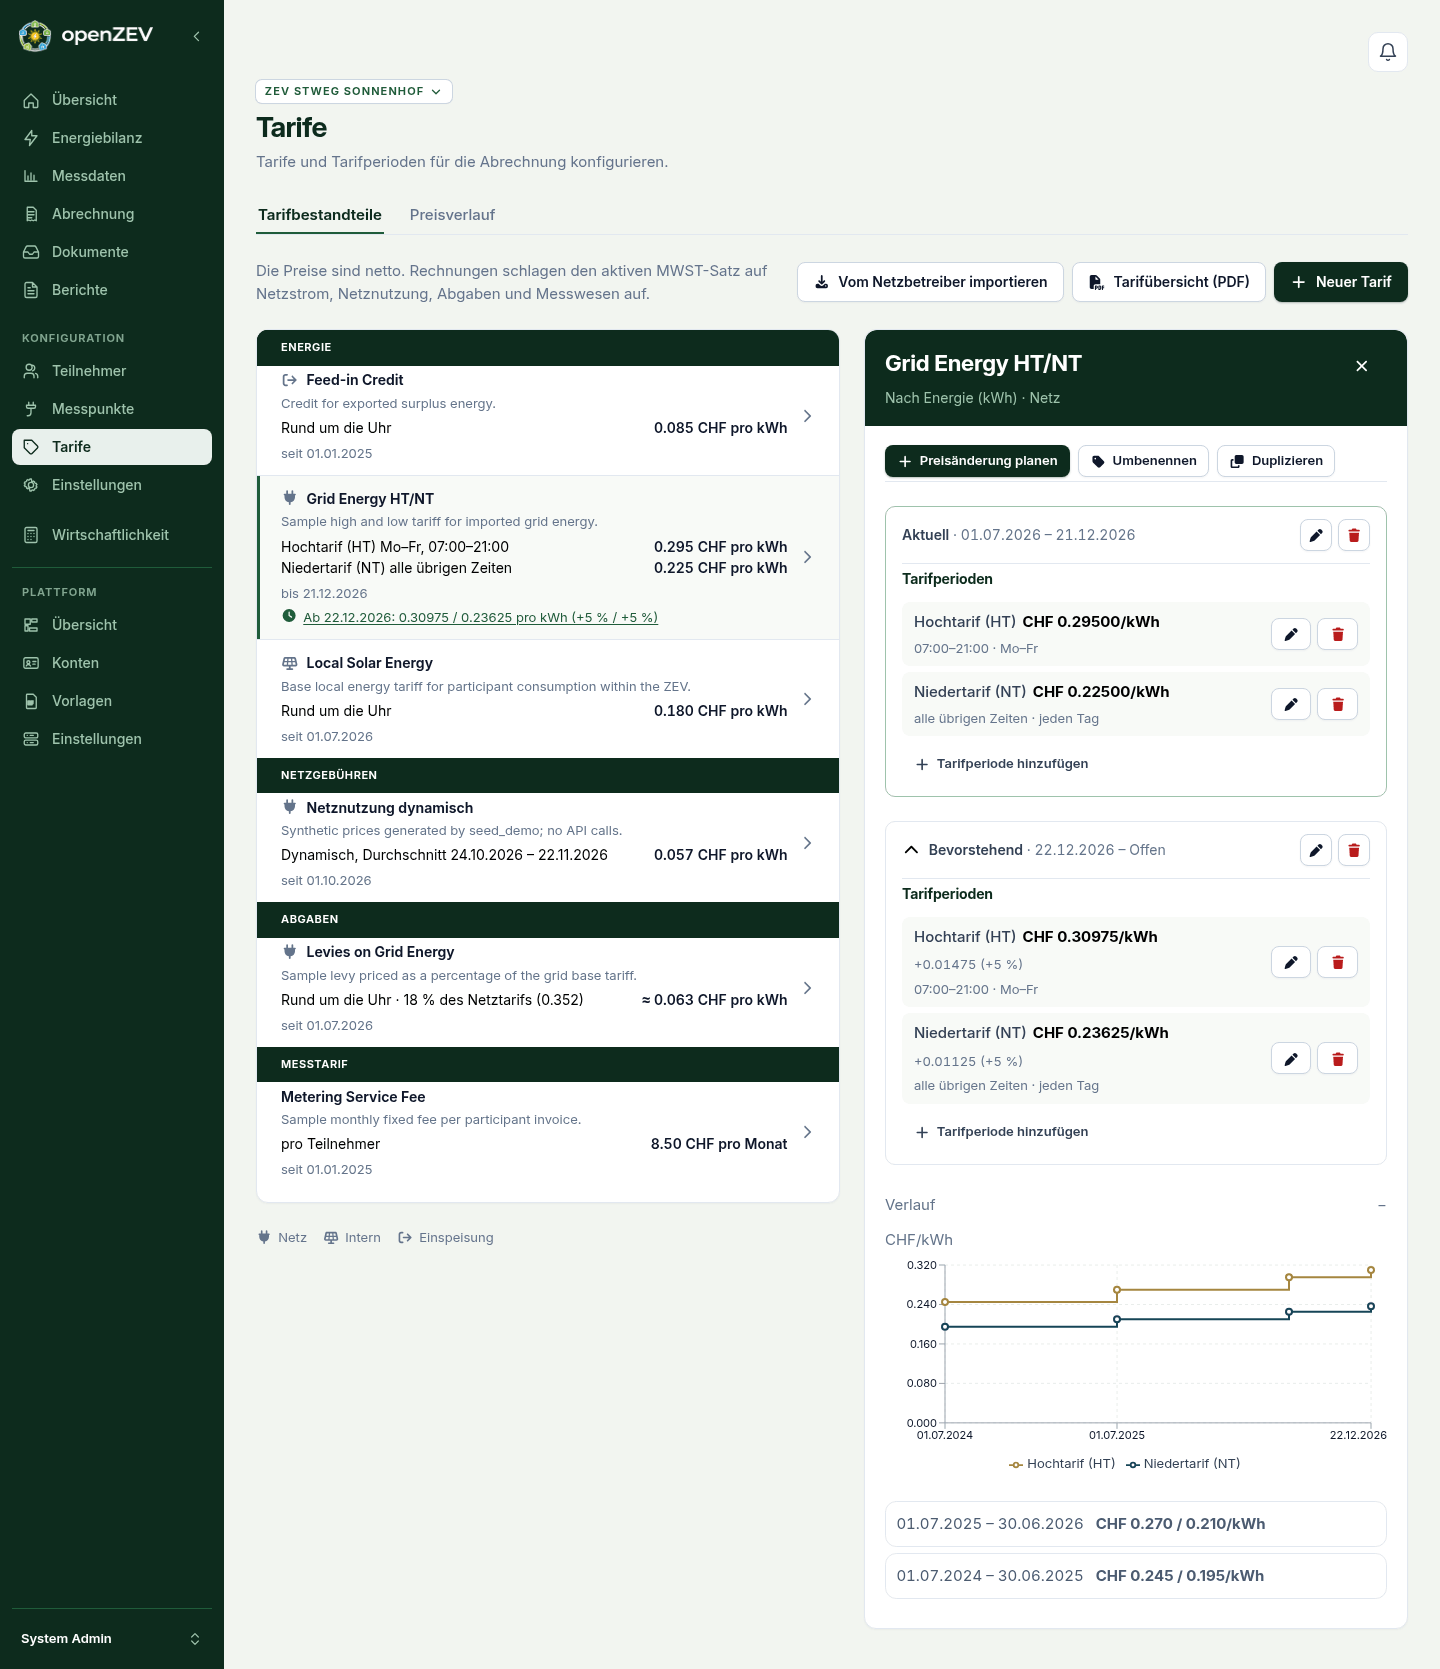 openZEV
Übersicht
Energiebilanz
Messdaten
Abrechnung
Dokumente
Berichte
KONFIGURATION
Teilnehmer
Messpunkte
Tarife
Einstellungen
Wirtschaftlichkeit
PLATTFORM
Übersicht
Konten
Vorlagen
Einstellungen
System Admin
ZEV STWEG SONNENHOF
Tarife
Tarife und Tarifperioden für die Abrechnung konfigurieren.
Tarifbestandteile
Preisverlauf
Die Preise sind netto. Rechnungen schlagen den aktiven MWST-Satz auf
Netzstrom, Netznutzung, Abgaben und Messwesen auf.
Vom Netzbetreiber importieren
Tarifübersicht (PDF)
Neuer Tarif
ENERGIE
Feed-in Credit
Credit for exported surplus energy.
Rund um die Uhr 0.085 CHF pro kWh
seit 01.01.2025
Grid Energy HT/NT
Sample high and low tariff for imported grid energy.
Hochtarif (HT) Mo–Fr, 07:00–21:00 0.295 CHF pro kWh
Niedertarif (NT) alle übrigen Zeiten 0.225 CHF pro kWh
bis 21.12.2026
Ab 22.12.2026: 0.30975 / 0.23625 pro kWh (+5 % / +5 %)
Local Solar Energy
Base local energy tariff for participant consumption within the ZEV.
Rund um die Uhr 0.180 CHF pro kWh
seit 01.07.2026
NETZGEBÜHREN
Netznutzung dynamisch
Synthetic prices generated by seed_demo; no API calls.
Dynamisch, Durchschnitt 24.10.2026 – 22.11.2026 0.057 CHF pro kWh
seit 01.10.2026
ABGABEN
Levies on Grid Energy
Sample levy priced as a percentage of the grid base tariff.
Rund um die Uhr · 18 % des Netztarifs (0.352) ≈ 0.063 CHF pro kWh
seit 01.07.2026
MESSTARIF
Metering Service Fee
Sample monthly fixed fee per participant invoice.
pro Teilnehmer 8.50 CHF pro Monat
seit 01.01.2025
Netz Intern Einspeisung
Grid Energy HT/NT
Nach Energie (kWh) · Netz
Preisänderung planen
Umbenennen
Duplizieren
Aktuell · 01.07.2026 – 21.12.2026
Tarifperioden
Hochtarif (HT) CHF 0.29500/kWh
07:00–21:00 · Mo–Fr
Niedertarif (NT) CHF 0.22500/kWh
alle übrigen Zeiten · jeden Tag
Tarifperiode hinzufügen
Bevorstehend · 22.12.2026 – Offen
Tarifperioden
Hochtarif (HT) CHF 0.30975/kWh
+0.01475 (+5 %)
07:00–21:00 · Mo–Fr
Niedertarif (NT) CHF 0.23625/kWh
+0.01125 (+5 %)
alle übrigen Zeiten · jeden Tag
Tarifperiode hinzufügen
Verlauf –
CHF/kWh
0.320
0.240
0.160
0.080
0.000
01.07.2024 01.07.2025 22.12.2026
Hochtarif (HT) Niedertarif (NT)
01.07.2025 – 30.06.2026 CHF 0.270 / 0.210/kWh
01.07.2024 – 30.06.2025 CHF 0.245 / 0.195/kWh